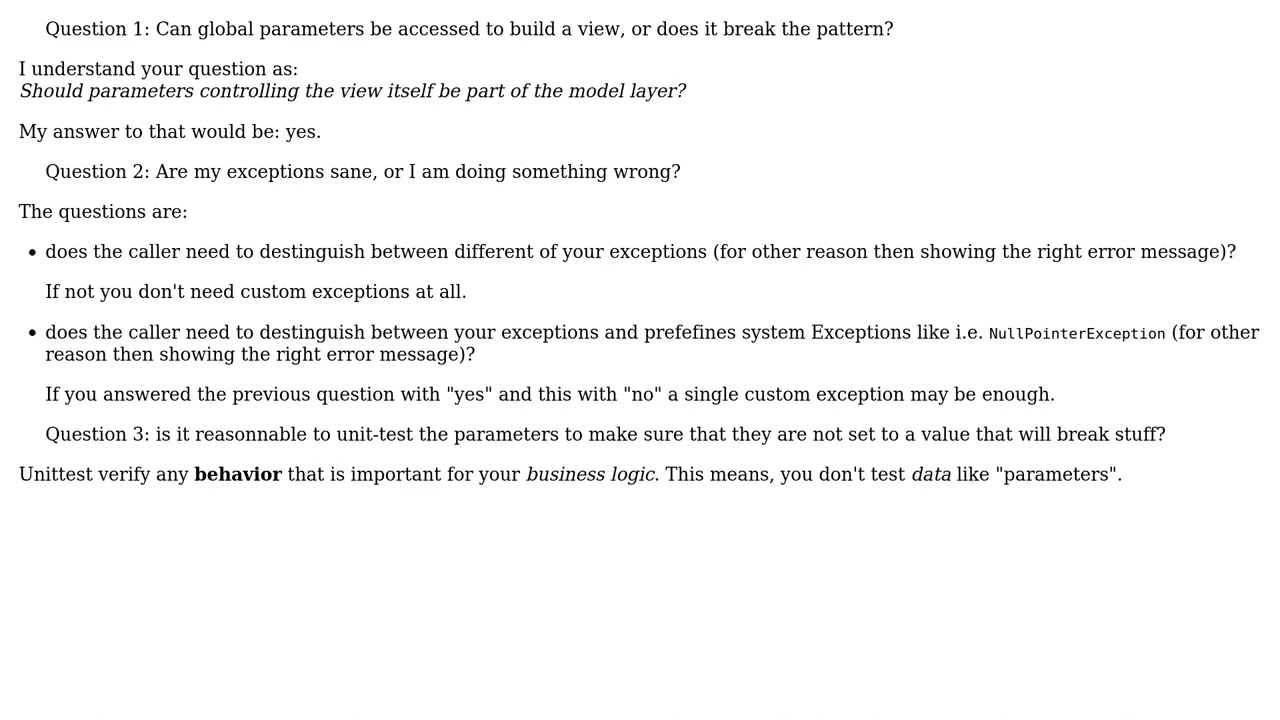 Question 1: Can global parameters be accessed to build a view, or does it break the pattern?
I understand your question as:
Should parameters controlling the view itself be part of the model layer?
My answer to that would be: yes.
Question 2: Are my exceptions sane, or I am doing something wrong?
The questions are:
• does the caller need to destinguish between different of your exceptions (for other reason then showing the right error message)?
If not you don't need custom exceptions at all.
• does the caller need to destinguish between your exceptions and prefefines system Exceptions like i.e. NullPointerException (for other
reason then showing the right error message)?
If you answered the previous question with "yes" and this with "no" a single custom exception may be enough.
Question 3: is it reasonnable to unit-test the parameters to make sure that they are not set to a value that will break stuff?
Unittest verify any behavior that is important for your business logic. This means, you don't test data like "parameters".